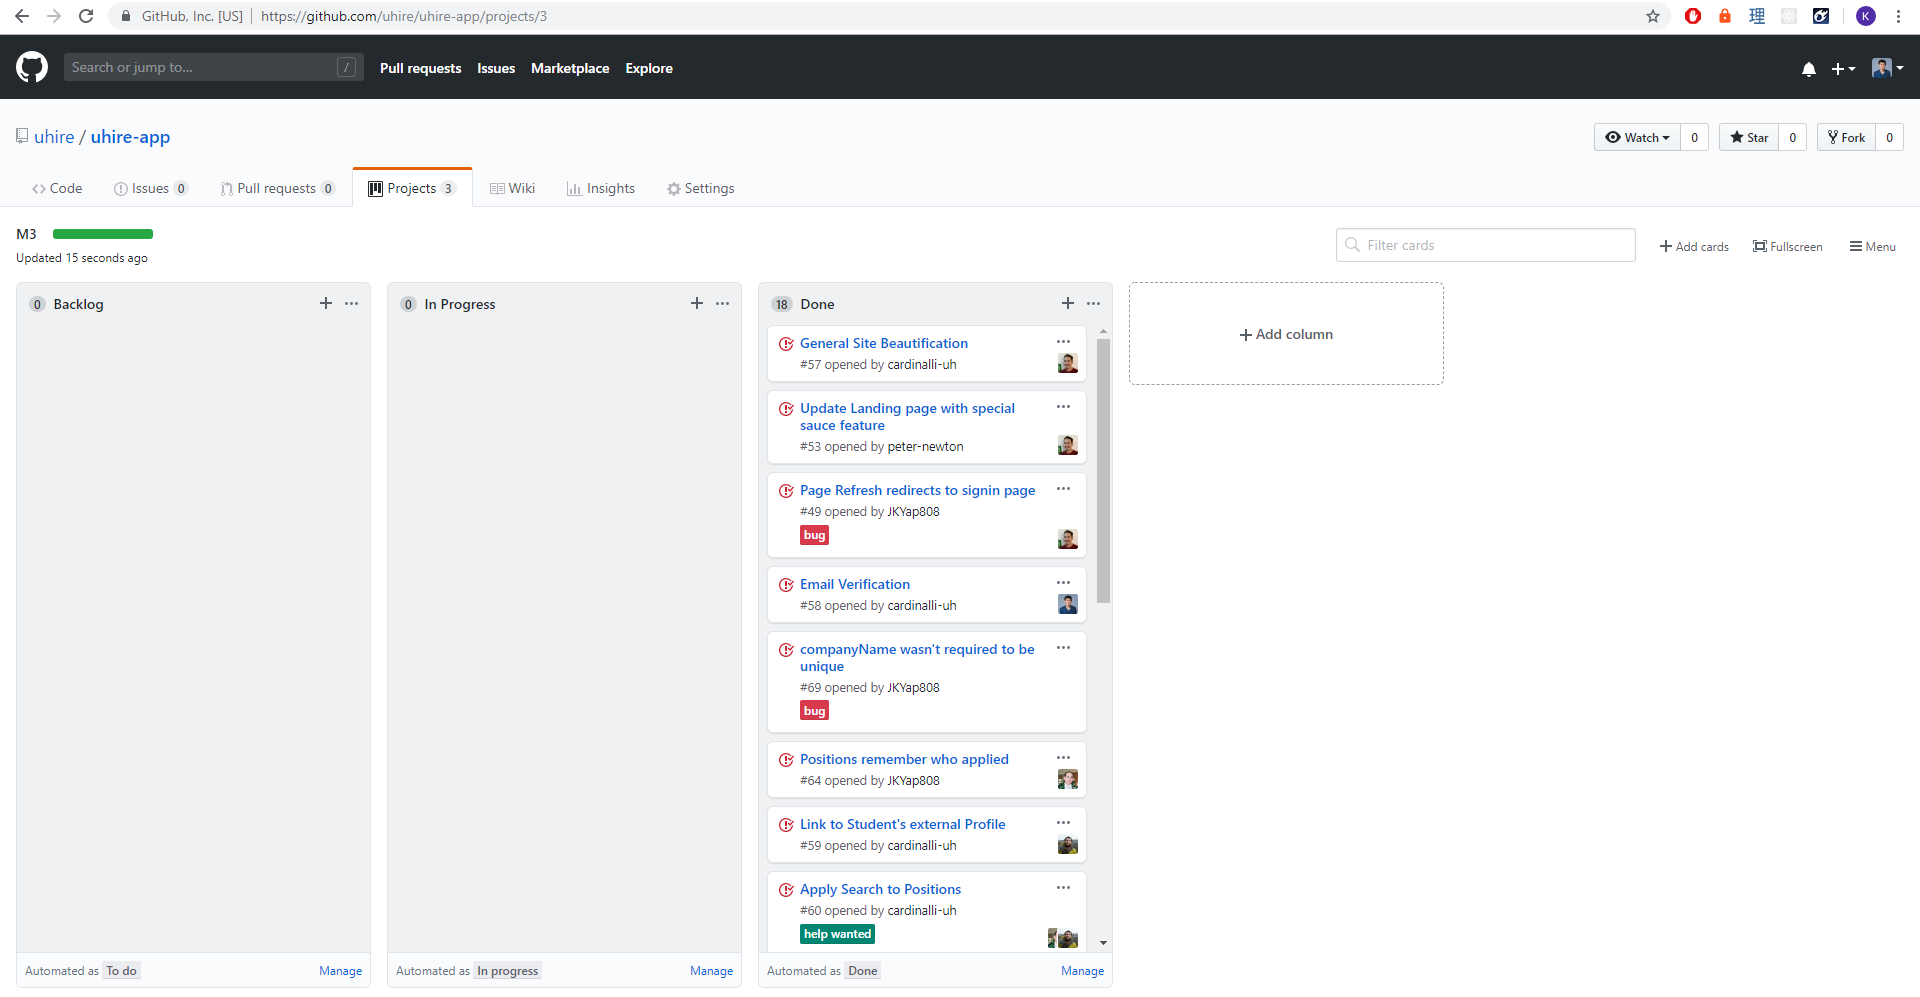 GitHub, Inc. [US] | https://github.com/uhire/uhire-app/projects/3
理
K
Search or jump to... /
Pull requests Issues Marketplace Explore
uhire / uhire-app
Watch 0 Star 0 Fork 0
Code Issues 0 Pull requests 0 Projects 3 Wiki Insights Settings
M3
Updated 15 seconds ago
Filter cards
Add cards Fullscreen Menu
0 Backlog
Automated as To do Manage
0 In Progress
Automated as In progress Manage
18 Done
General Site Beautification
#57 opened by cardinalli-uh
Update Landing page with special
sauce feature
#53 opened by peter-newton
Page Refresh redirects to signin page
#49 opened by JKYap808
bug
Email Verification
#58 opened by cardinalli-uh
companyName wasn't required to be
unique
#69 opened by JKYap808
bug
Positions remember who applied
#64 opened by JKYap808
Link to Student's external Profile
#59 opened by cardinalli-uh
Apply Search to Positions
#60 opened by cardinalli-uh
help wanted
Automated as Done Manage
Add column